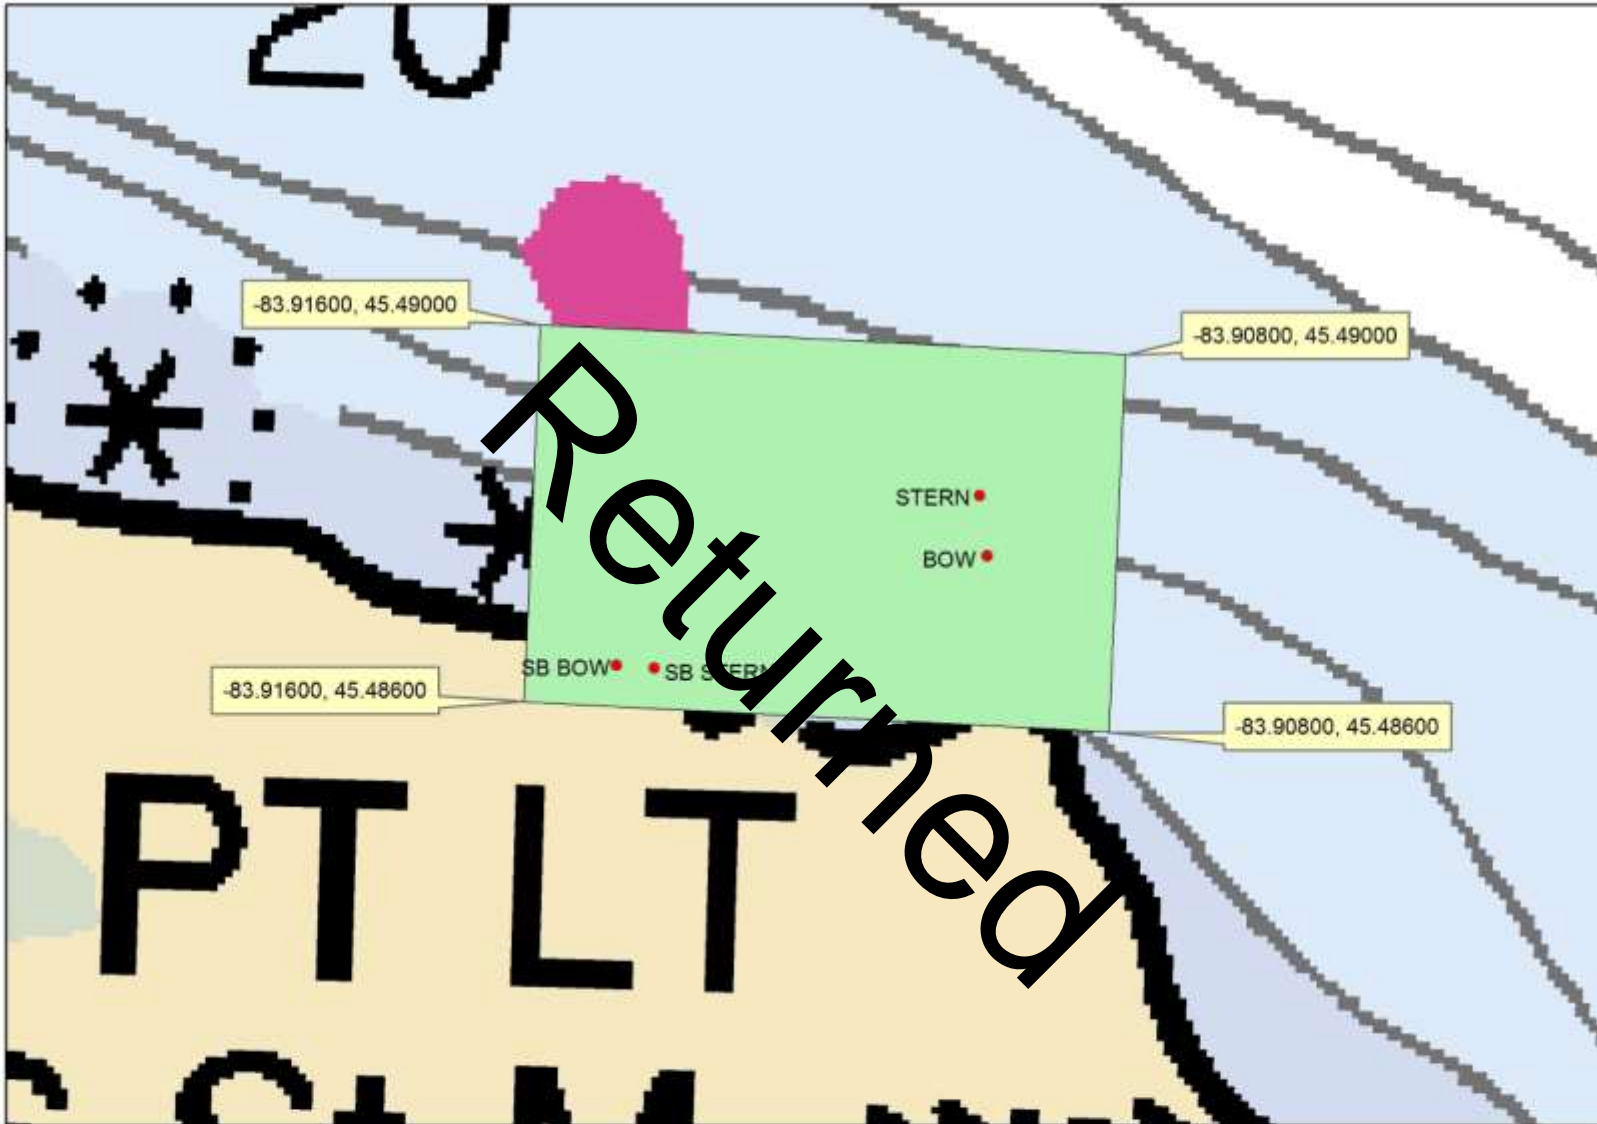 20
-83.91600, 45.49000
-83.90800, 45.49000
STERN
BOW
SB BOW
SB STERN
-83.91600, 45.48600
-83.90800, 45.48600
Returned
PT LT